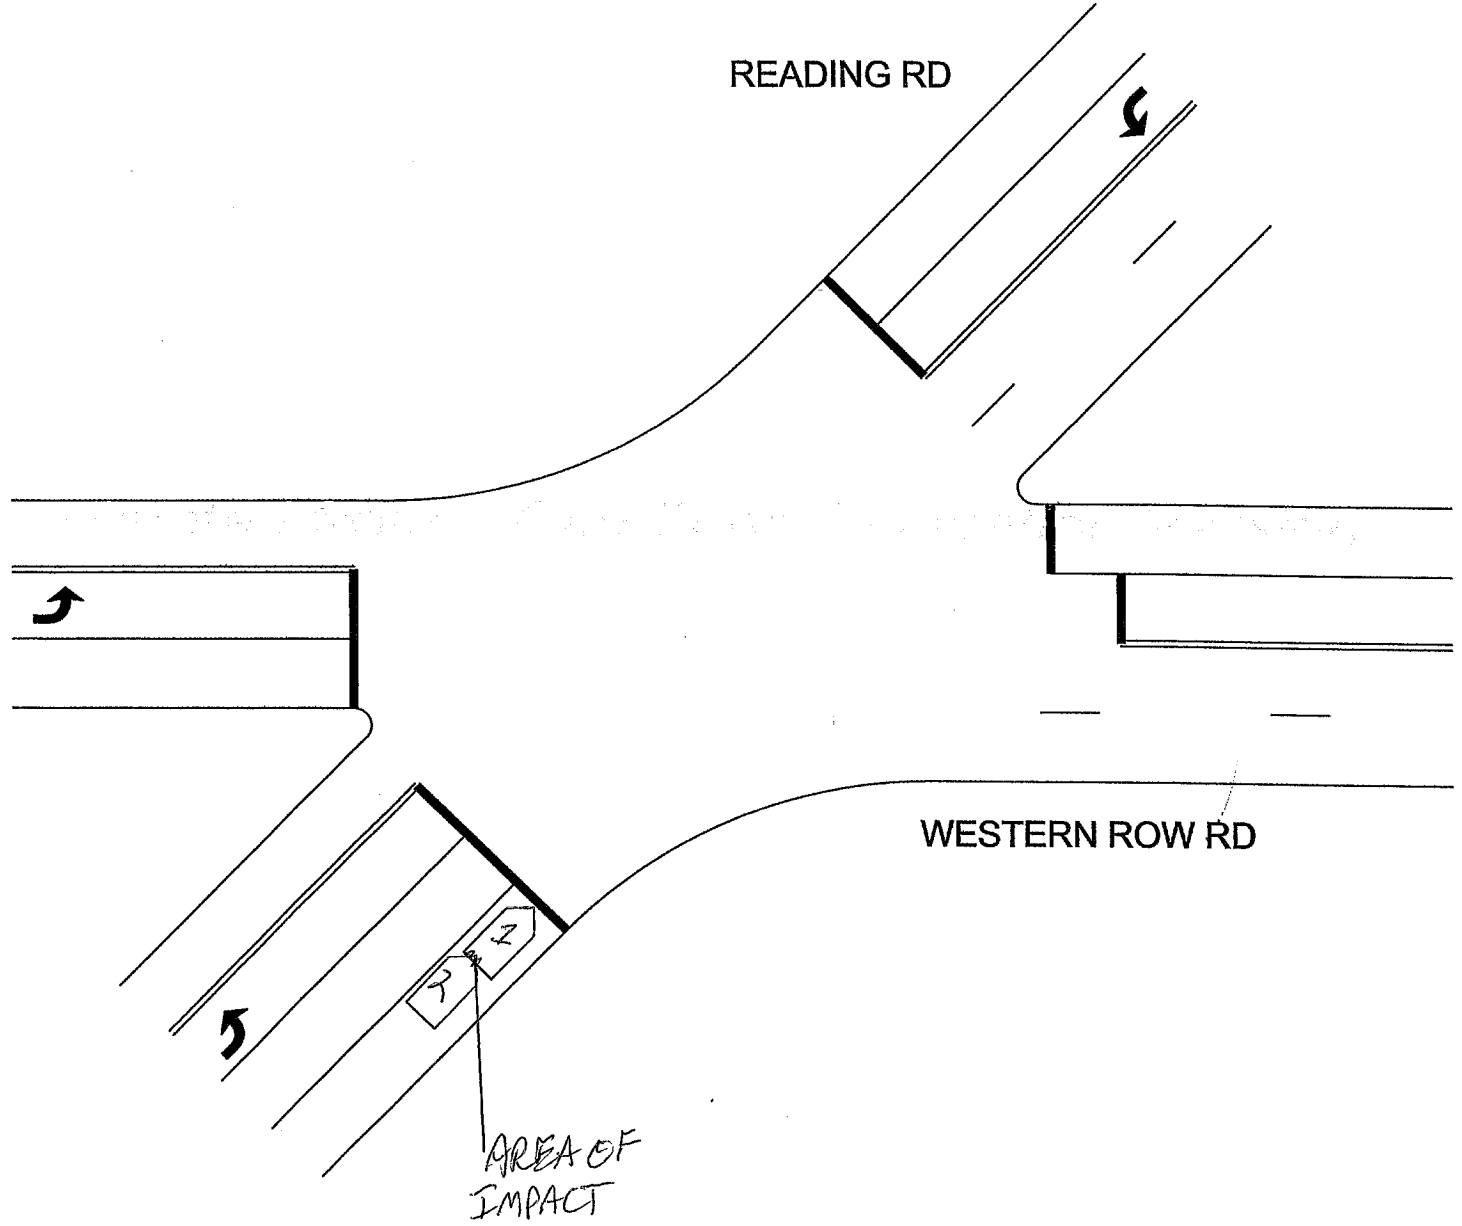 READING RD
WESTERN ROW RD
1
2
AREA OF
IMPACT